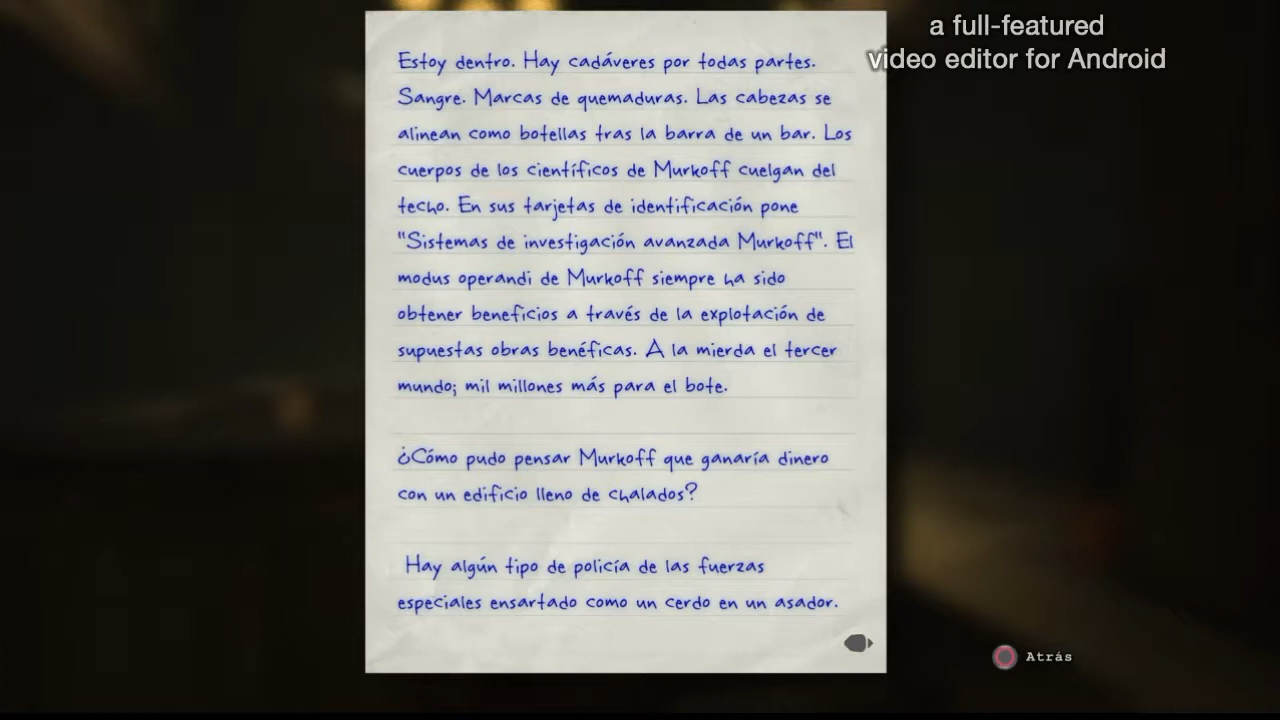 a full-featured
video editor for Android
Estoy dentro. Hay cadáveres por todas partes.
Sangre. Marcas de quemaduras. Las cabezas se
alinean como botellas tras la barra de un bar. Los
cuerpos de los científicos de Murkoff cuelgan del
techo. En sus tarjetas de identificación pone
"Sistemas de investigación avanzada Murkoff". El
modus operandi de Murkoff siempre ha sido
obtener beneficios a través de la explotación de
supuestas obras benéficas. A la mierda el tercer
mundo; mil millones más para el bote.
¿Cómo pudo pensar Murkoff que ganaría dinero
con un edificio lleno de chalados?
Hay algún tipo de policía de las fuerzas
especiales ensartado como un cerdo en un asador.
Atrás